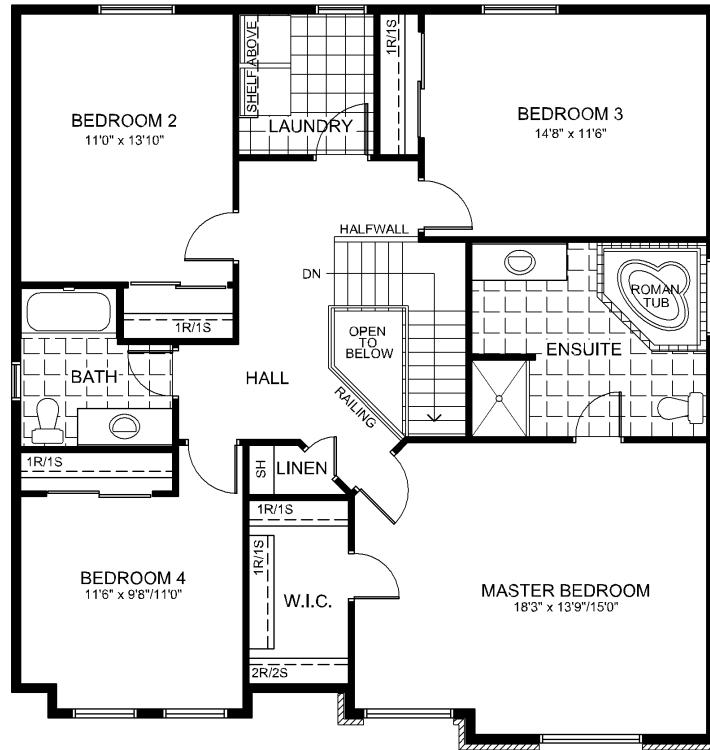 SHELF ABOVE
1R/1S
BEDROOM 2
11'0" x 13'10"
LAUNDRY
BEDROOM 3
14'8" x 11'6"
HALFWALL
DN
ROMAN
TUB
1R/1S
OPEN
TO
BELOW
ENSUITE
BATH
HALL
RAILING
1R/1S
SH
LINEN
1R/1S
1R/1S
BEDROOM 4
11'6" x 9'8"/11'0"
W.I.C.
MASTER BEDROOM
18'3" x 13'9"/15'0"
2R/2S